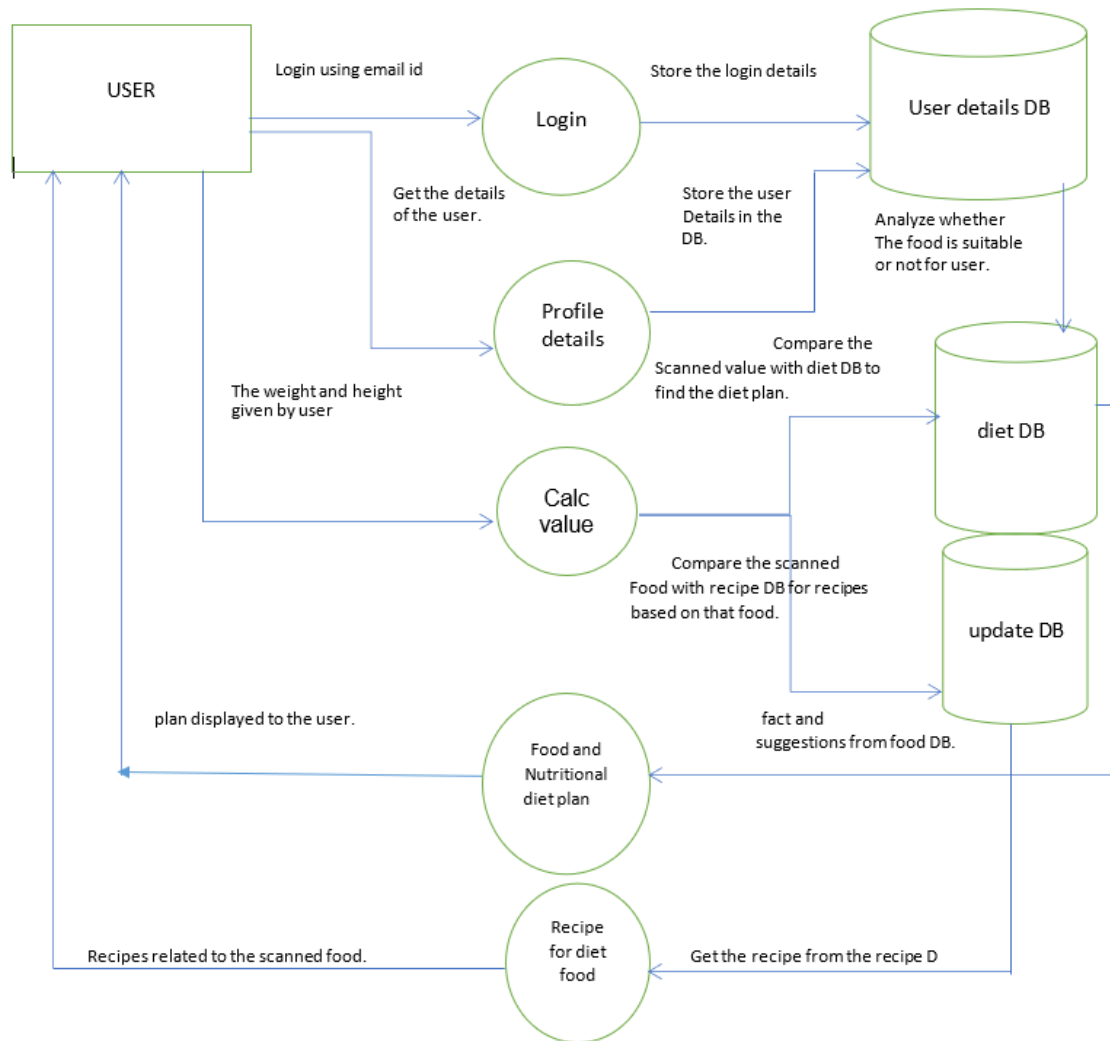 USER
Login using email id
Login
Store the login details
User details DB
Get the details
of the user.
Store the user
Details in the
DB.
Analyze whether
The food is suitable
or not for user.
Profile
details
The weight and height
given by user
Compare the
Scanned value with diet DB to
find the diet plan.
diet DB
Calc
value
Compare the scanned
Food with recipe DB for recipes
based on that food.
update DB
plan displayed to the user.
Food and
Nutritional
diet plan
fact and
suggestions from food DB.
Recipe
for diet
food
Recipes related to the scanned food.
Get the recipe from the recipe D